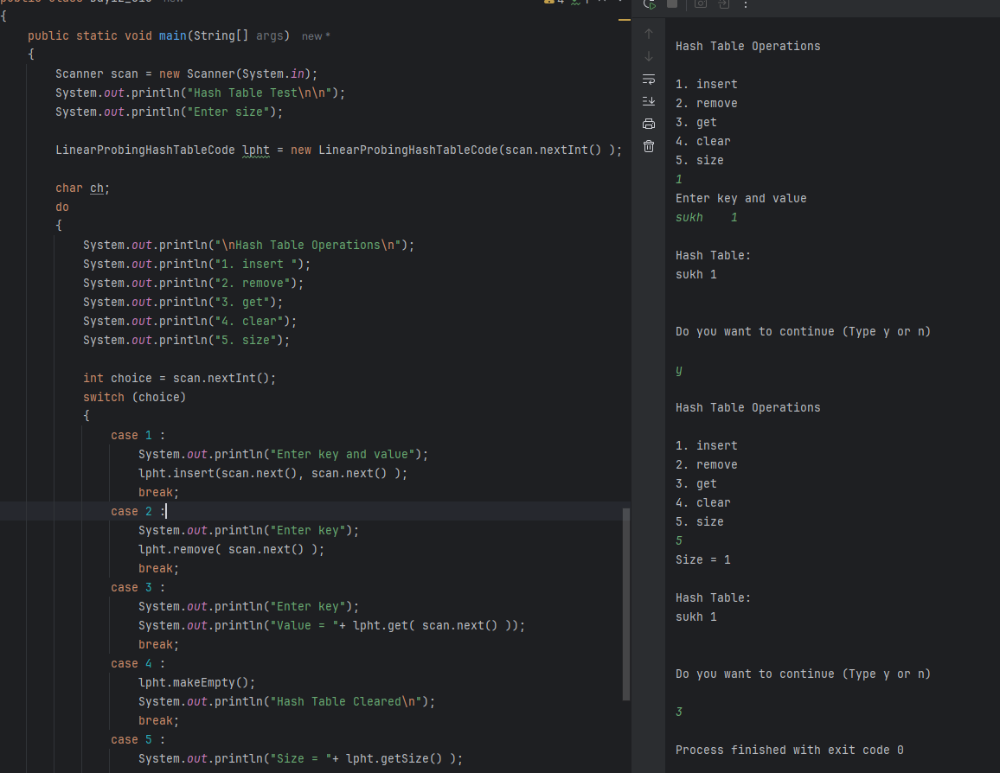 {
public static void main(String[] args) new *
{
Scanner scan = new Scanner(System.in);
System.out.println("Hash Table Test\n\n");
System.out.println("Enter size");
LinearProbingHashTableCode lpht = new LinearProbingHashTableCode(scan.nextInt() );
char ch;
do
{
System.out.println("\nHash Table Operations\n");
System.out.println("1. insert ");
System.out.println("2. remove");
System.out.println("3. get");
System.out.println("4. clear");
System.out.println("5. size");
int choice = scan.nextInt();
switch (choice)
{
case 1 :
System.out.println("Enter key and value");
lpht.insert(scan.next(), scan.next() );
break;
case 2 :
System.out.println("Enter key");
lpht.remove( scan.next() );
break;
case 3 :
System.out.println("Enter key");
System.out.println("Value = "+ lpht.get( scan.next() ));
break;
case 4 :
lpht.makeEmpty();
System.out.println("Hash Table Cleared\n");
break;
case 5 :
System.out.println("Size = "+ lpht.getSize() );
Hash Table Operations
1. insert
2. remove
3. get
4. clear
5. size
1
Enter key and value
sukh    1
Hash Table:
sukh 1
Do you want to continue (Type y or n)
y
Hash Table Operations
1. insert
2. remove
3. get
4. clear
5. size
5
Size = 1
Hash Table:
sukh 1
Do you want to continue (Type y or n)
3
Process finished with exit code 0